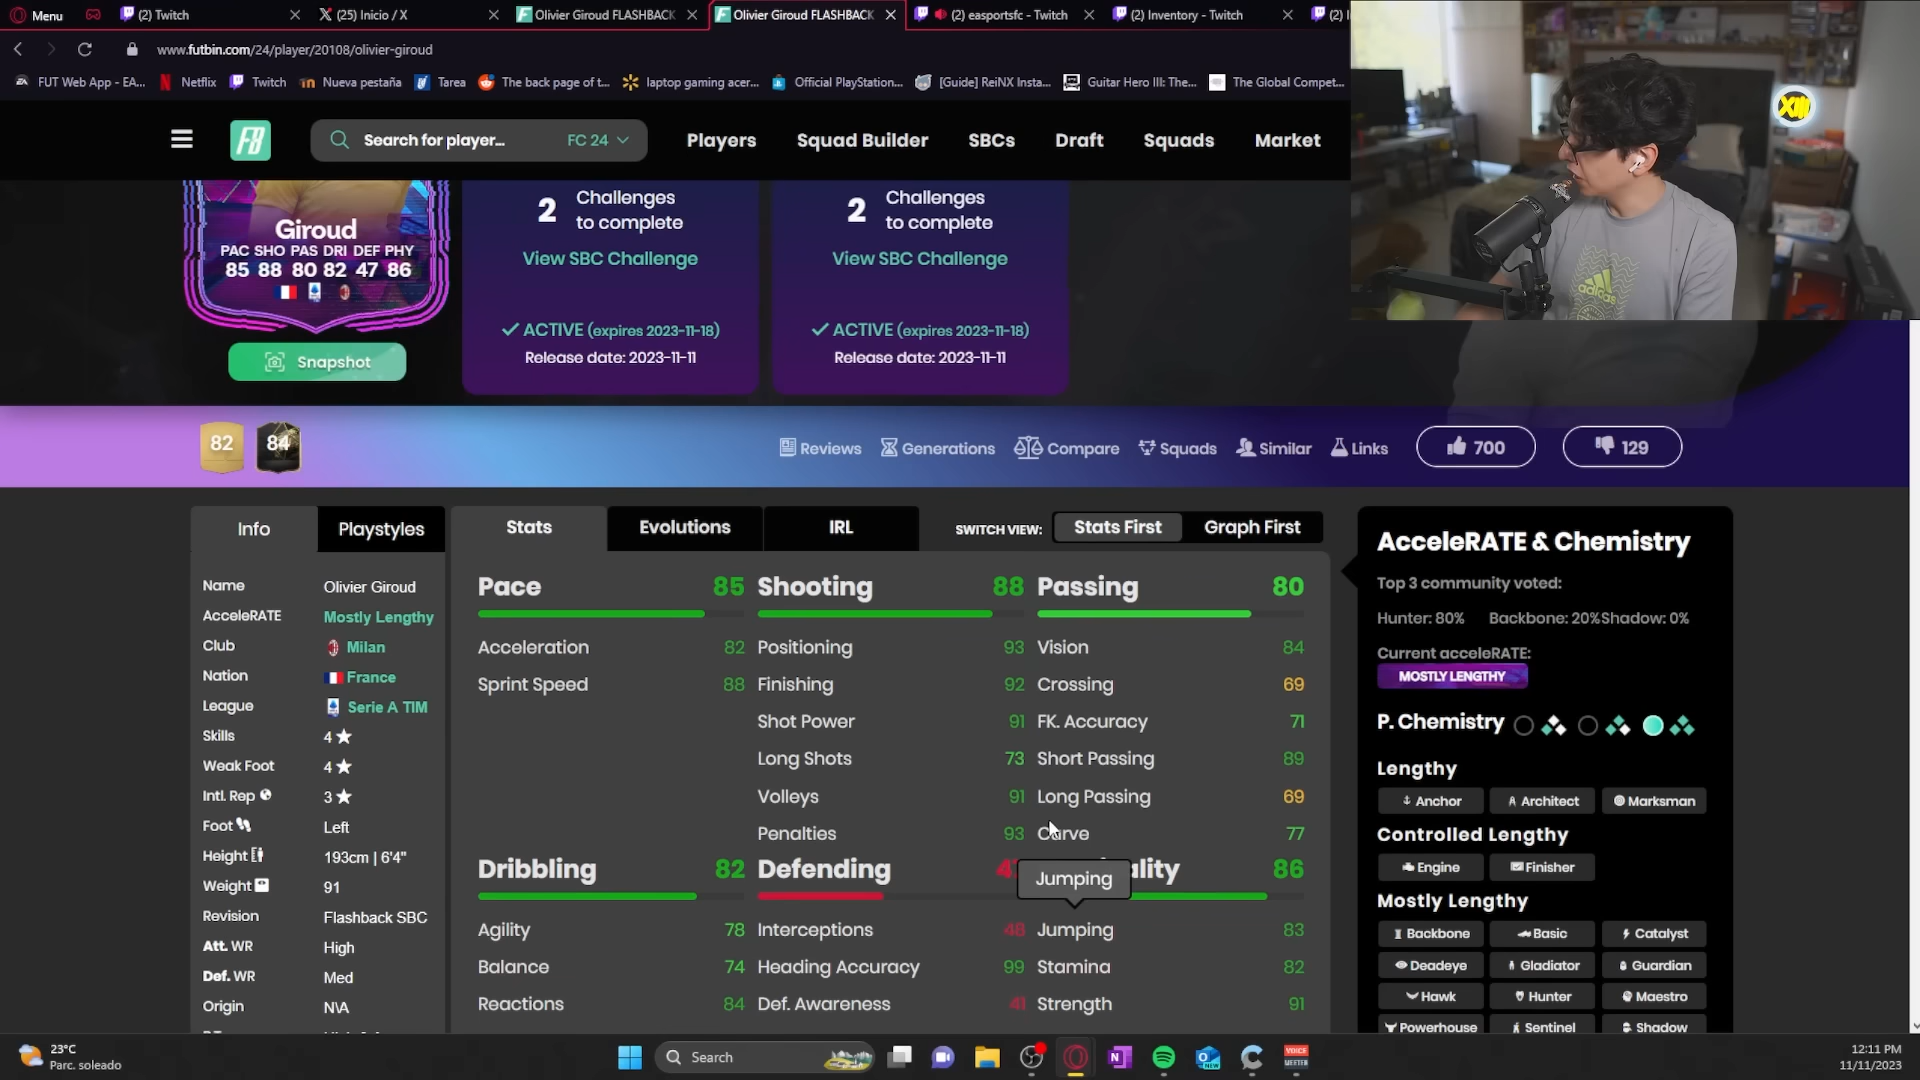 Menu
(2) Twitch
(25) Inicio / X
Olivier Giroud FLASHBACK
Olivier Giroud FLASHBACK
(2) easportsfc - Twitch
(2) Inventory - Twitch
(2)
www.futbin.com/24/player/20108/olivier-giroud
FUT Web App - EA...
Netflix
Twitch
Nueva pestaña
Tarea
The back page of t...
laptop gaming acer...
Official PlayStation...
[Guide] ReiNX Insta...
Guitar Hero III: The...
The Global Compet...
XIII
FB
Search for player...
FC 24
Players
Squad Builder
SBCs
Draft
Squads
Market
adidas
Giroud
PAC SHO PAS DRI DEF PHY
85 88 80 82 47 86
Snapshot
2 Challenges to complete
View SBC Challenge
ACTIVE (expires 2023-11-18)
Release date: 2023-11-11
2 Challenges to complete
View SBC Challenge
ACTIVE (expires 2023-11-18)
Release date: 2023-11-11
82
84
Reviews
Generations
Compare
Squads
Similar
Links
700
129
Info
Playstyles
Name Olivier Giroud
AcceleRATE Mostly Lengthy
Club Milan
Nation France
League Serie A TIM
Skills 4
Weak Foot 4
Intl. Rep 3
Foot Left
Height 193cm | 6'4"
Weight 91
Revision Flashback SBC
Att. WR High
Def. WR Med
Origin N\A
Stats
Evolutions
IRL
SWITCH VIEW:
Stats First
Graph First
Pace 85
Acceleration 82
Sprint Speed 88
Shooting 88
Positioning 93
Finishing 92
Shot Power 91
Long Shots 73
Volleys 91
Penalties 93
Passing 80
Vision 84
Crossing 69
FK. Accuracy 71
Short Passing 89
Long Passing 69
Curve 77
Dribbling 82
Agility 78
Balance 74
Reactions 84
Defending
Interceptions 48
Heading Accuracy 99
Def. Awareness 41
Jumping
ality 86
Jumping 83
Stamina 82
Strength 91
AcceleRATE & Chemistry
Top 3 community voted:
Hunter: 80% Backbone: 20% Shadow: 0%
Current acceleRATE:
MOSTLY LENGTHY
P. Chemistry
Lengthy
Anchor
Architect
Marksman
Controlled Lengthy
Engine
Finisher
Mostly Lengthy
Backbone
Basic
Catalyst
Deadeye
Gladiator
Guardian
Hawk
Hunter
Maestro
Powerhouse
Sentinel
Shadow
23°C
Parc. soleado
Search
NEW
VOICE
MEETER
12:11 PM
11/11/2023